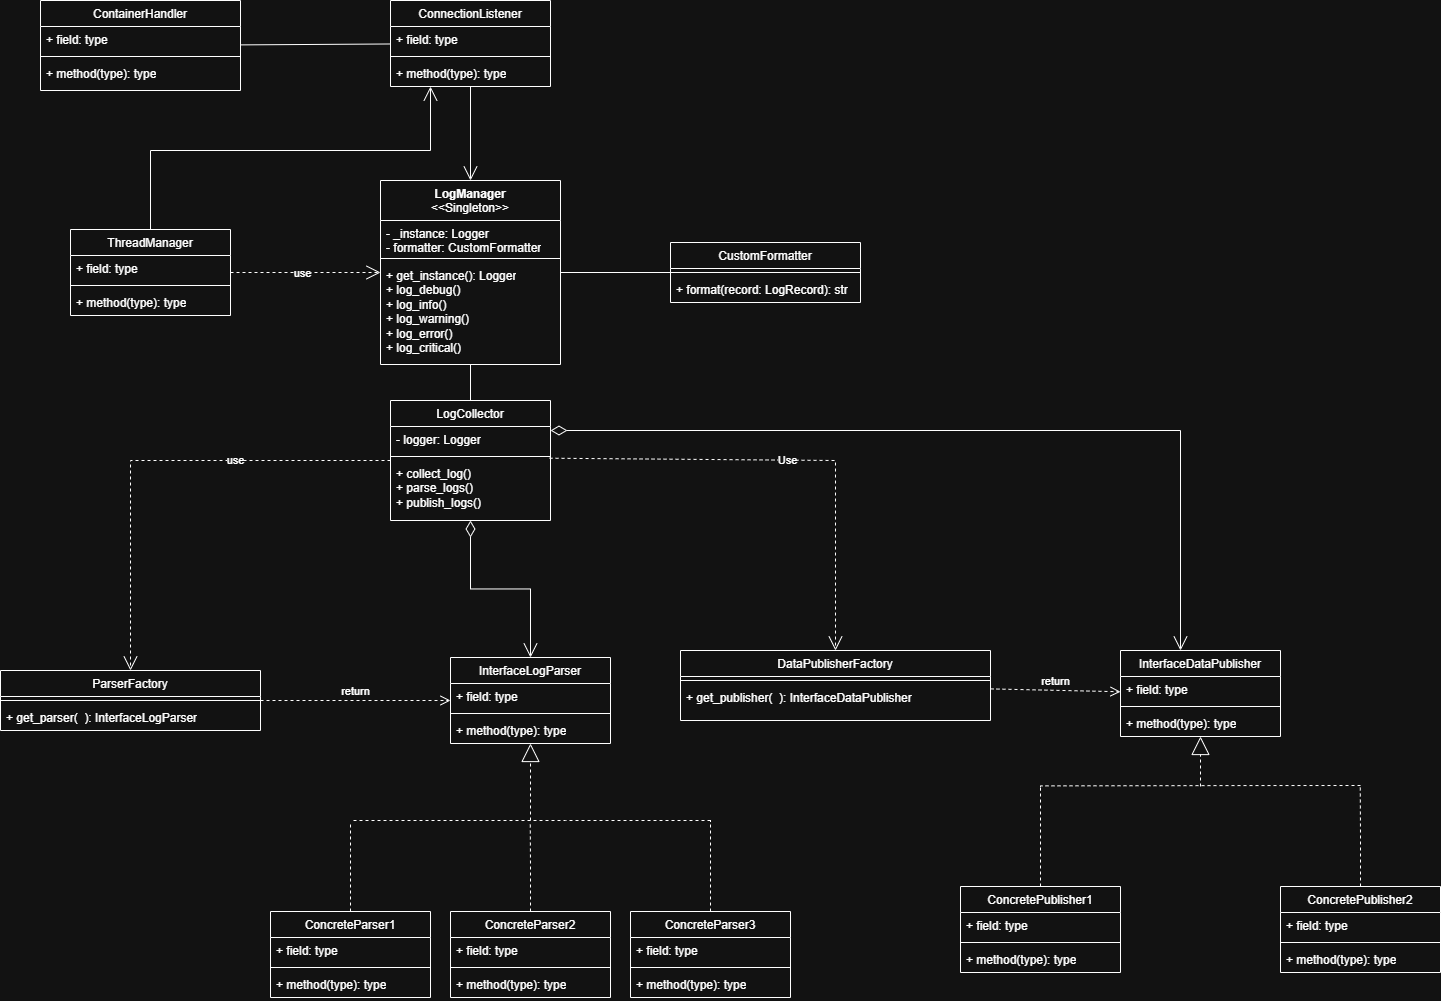 ContainerHandler
+ field: type
+ method(type): type
ConnectionListener
+ field: type
+ method(type): type
LogManager
<<Singleton>>
- _instance: Logger
- formatter: CustomFormatter
+ get_instance(): Logger
+ log_debug()
+ log_info()
+ log_warning()
+ log_error()
+ log_critical()
ThreadManager
+ field: type
+ method(type): type
use
CustomFormatter
+ format(record: LogRecord): str
LogCollector
- logger: Logger
+ collect_log()
+ parse_logs()
+ publish_logs()
use
Use
ParserFactory
+ get_parser(  ): InterfaceLogParser
return
InterfaceLogParser
+ field: type
+ method(type): type
DataPublisherFactory
+ get_publisher(  ): InterfaceDataPublisher
return
InterfaceDataPublisher
+ field: type
+ method(type): type
ConcreteParser1
+ field: type
+ method(type): type
ConcreteParser2
+ field: type
+ method(type): type
ConcreteParser3
+ field: type
+ method(type): type
ConcretePublisher1
+ field: type
+ method(type): type
ConcretePublisher2
+ field: type
+ method(type): type